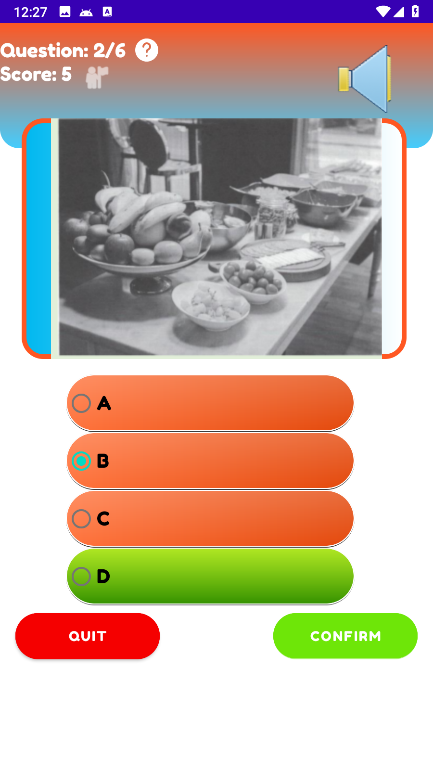 12:27
Question: 2/6 ?
Score: 5
A
B
C
D
QUIT
CONFIRM